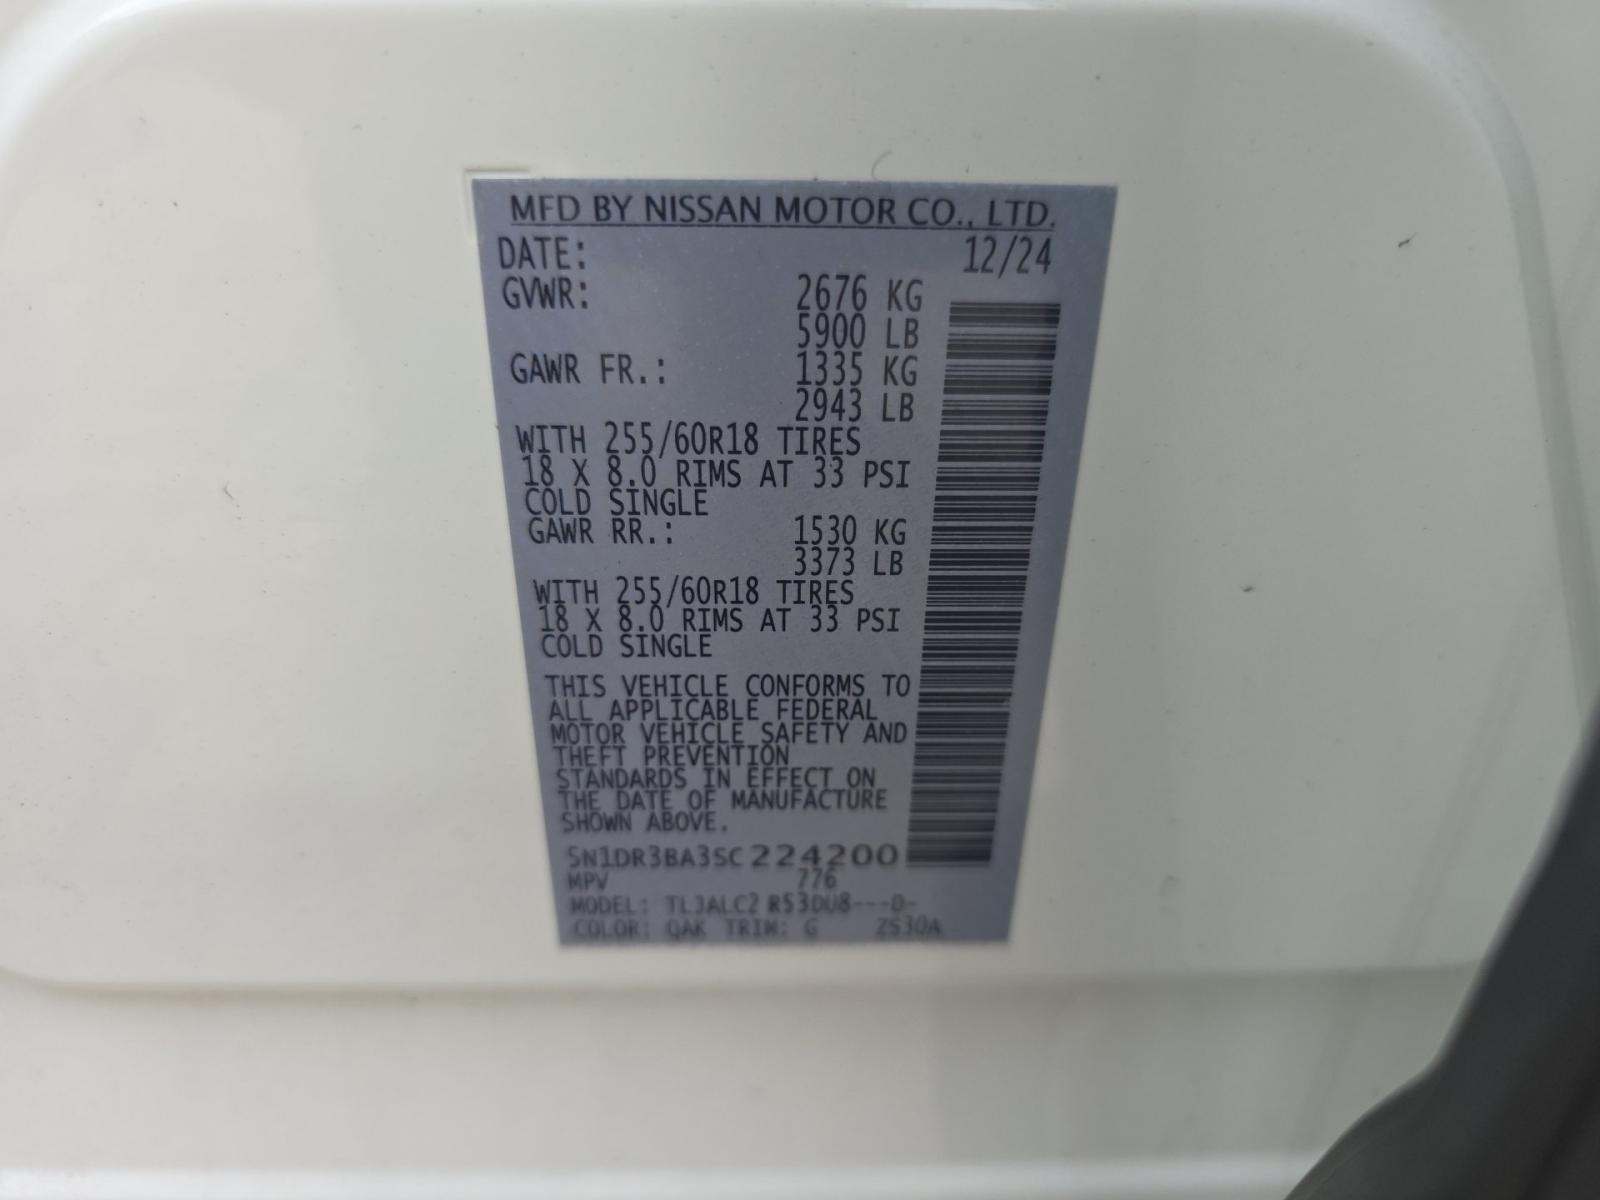 MFD BY NISSAN MOTOR CO., LTD.
DATE: 12/24
GVWR: 2676 KG
5900 LB
GAWR FR.: 1335 KG
2943 LB
WITH 255/60R18 TIRES
18 X 8.0 RIMS AT 33 PSI
COLD SINGLE
GAWR RR.: 1530 KG
3373 LB
WITH 255/60R18 TIRES
18 X 8.0 RIMS AT 33 PSI
COLD SINGLE
THIS VEHICLE CONFORMS TO
ALL APPLICABLE FEDERAL
MOTOR VEHICLE SAFETY AND
THEFT PREVENTION
STANDARDS IN EFFECT ON
THE DATE OF MANUFACTURE
SHOWN ABOVE.
5N1DR3BA3SC224200
MPV 776
MODEL: TL3ALC2 R53DU8---D-
COLOR: QAK TRIM: G ZS30A